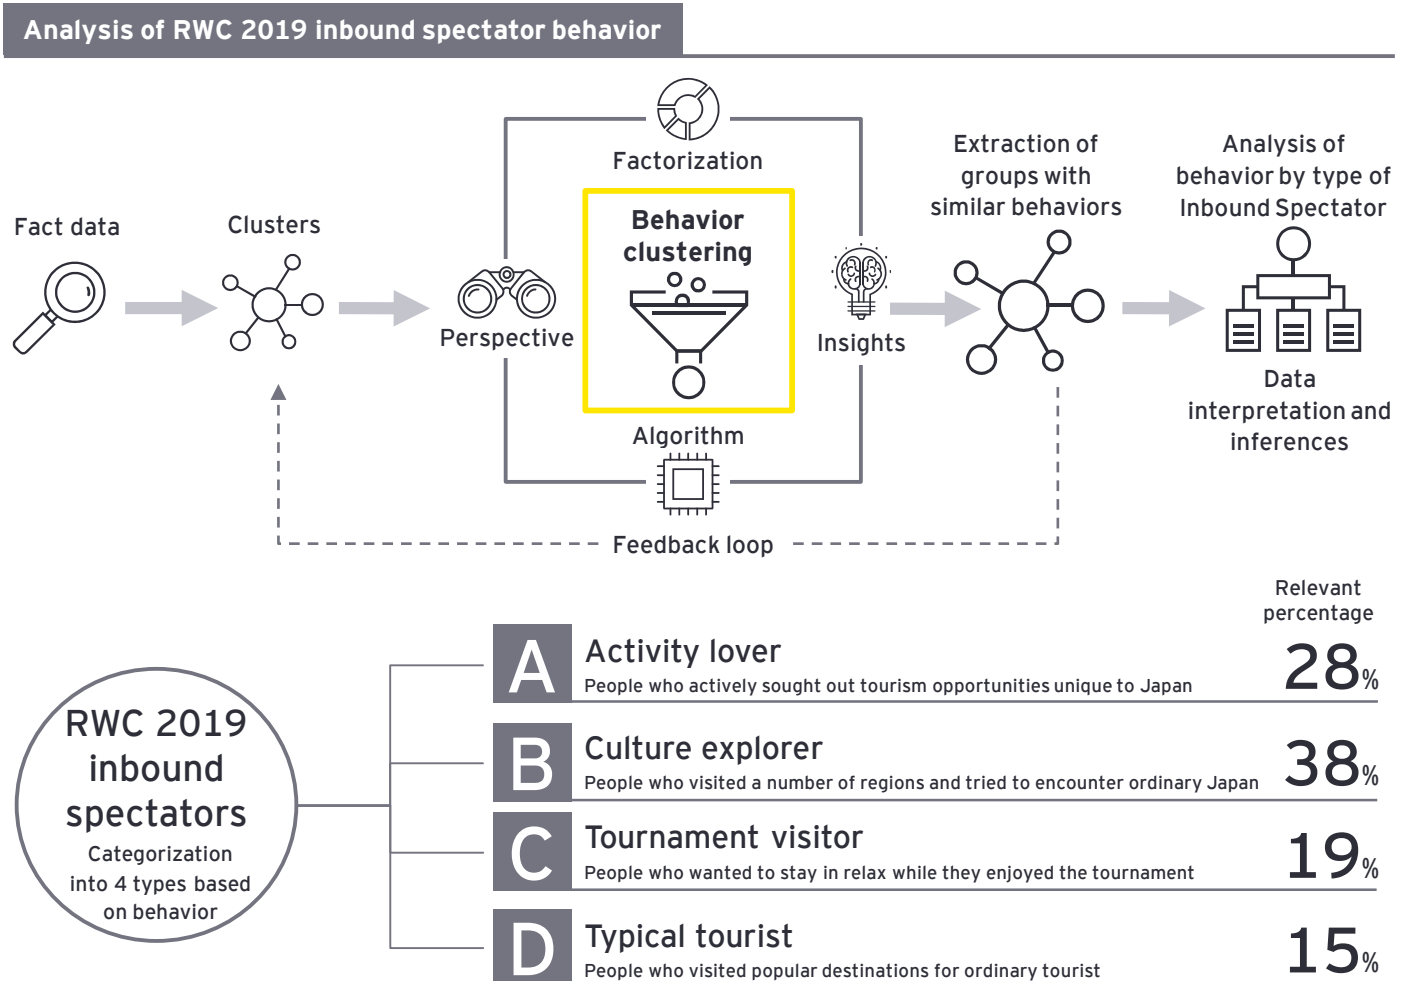 Analysis of RWC 2019 inbound spectator behavior
Fact data
Clusters
Perspective
Factorization
Behavior
clustering
Algorithm
Insights
Extraction of
groups with
similar behaviors
Analysis of
behavior by type of
Inbound Spectator
Data
interpretation and
inferences
Feedback loop
Relevant
percentage
RWC 2019
inbound
spectators
Categorization
into 4 types based
on behavior
A
Activity lover
People who actively sought out tourism opportunities unique to Japan
28%
B
Culture explorer
People who visited a number of regions and tried to encounter ordinary Japan
38%
C
Tournament visitor
People who wanted to stay in relax while they enjoyed the tournament
19%
D
Typical tourist
People who visited popular destinations for ordinary tourist
15%